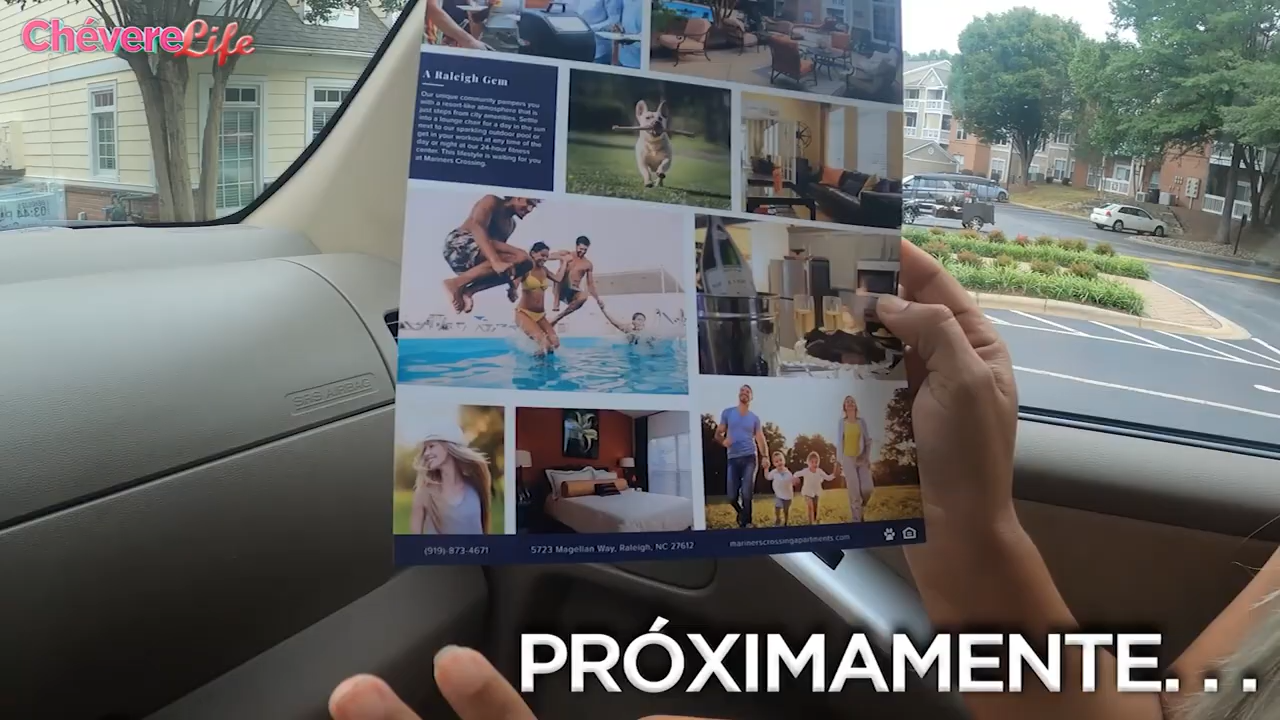 ChévereLife
A Raleigh Gem
Our unique community pampers you
with a resort-like atmosphere that is
just steps from city amenities. Settle
into a lounge chair for a day in the sun
next to our sparkling outdoor pool or
get in your workout at any time of the
day or night at our 24-hour fitness
center. This lifestyle is waiting for you
at Mariners Crossing.
SRS AIRBAG
(919)-873-4671
5723 Magellan Way, Raleigh, NC 27612
marinerscrossingapartments.com
PRÓXIMAMENTE. . .